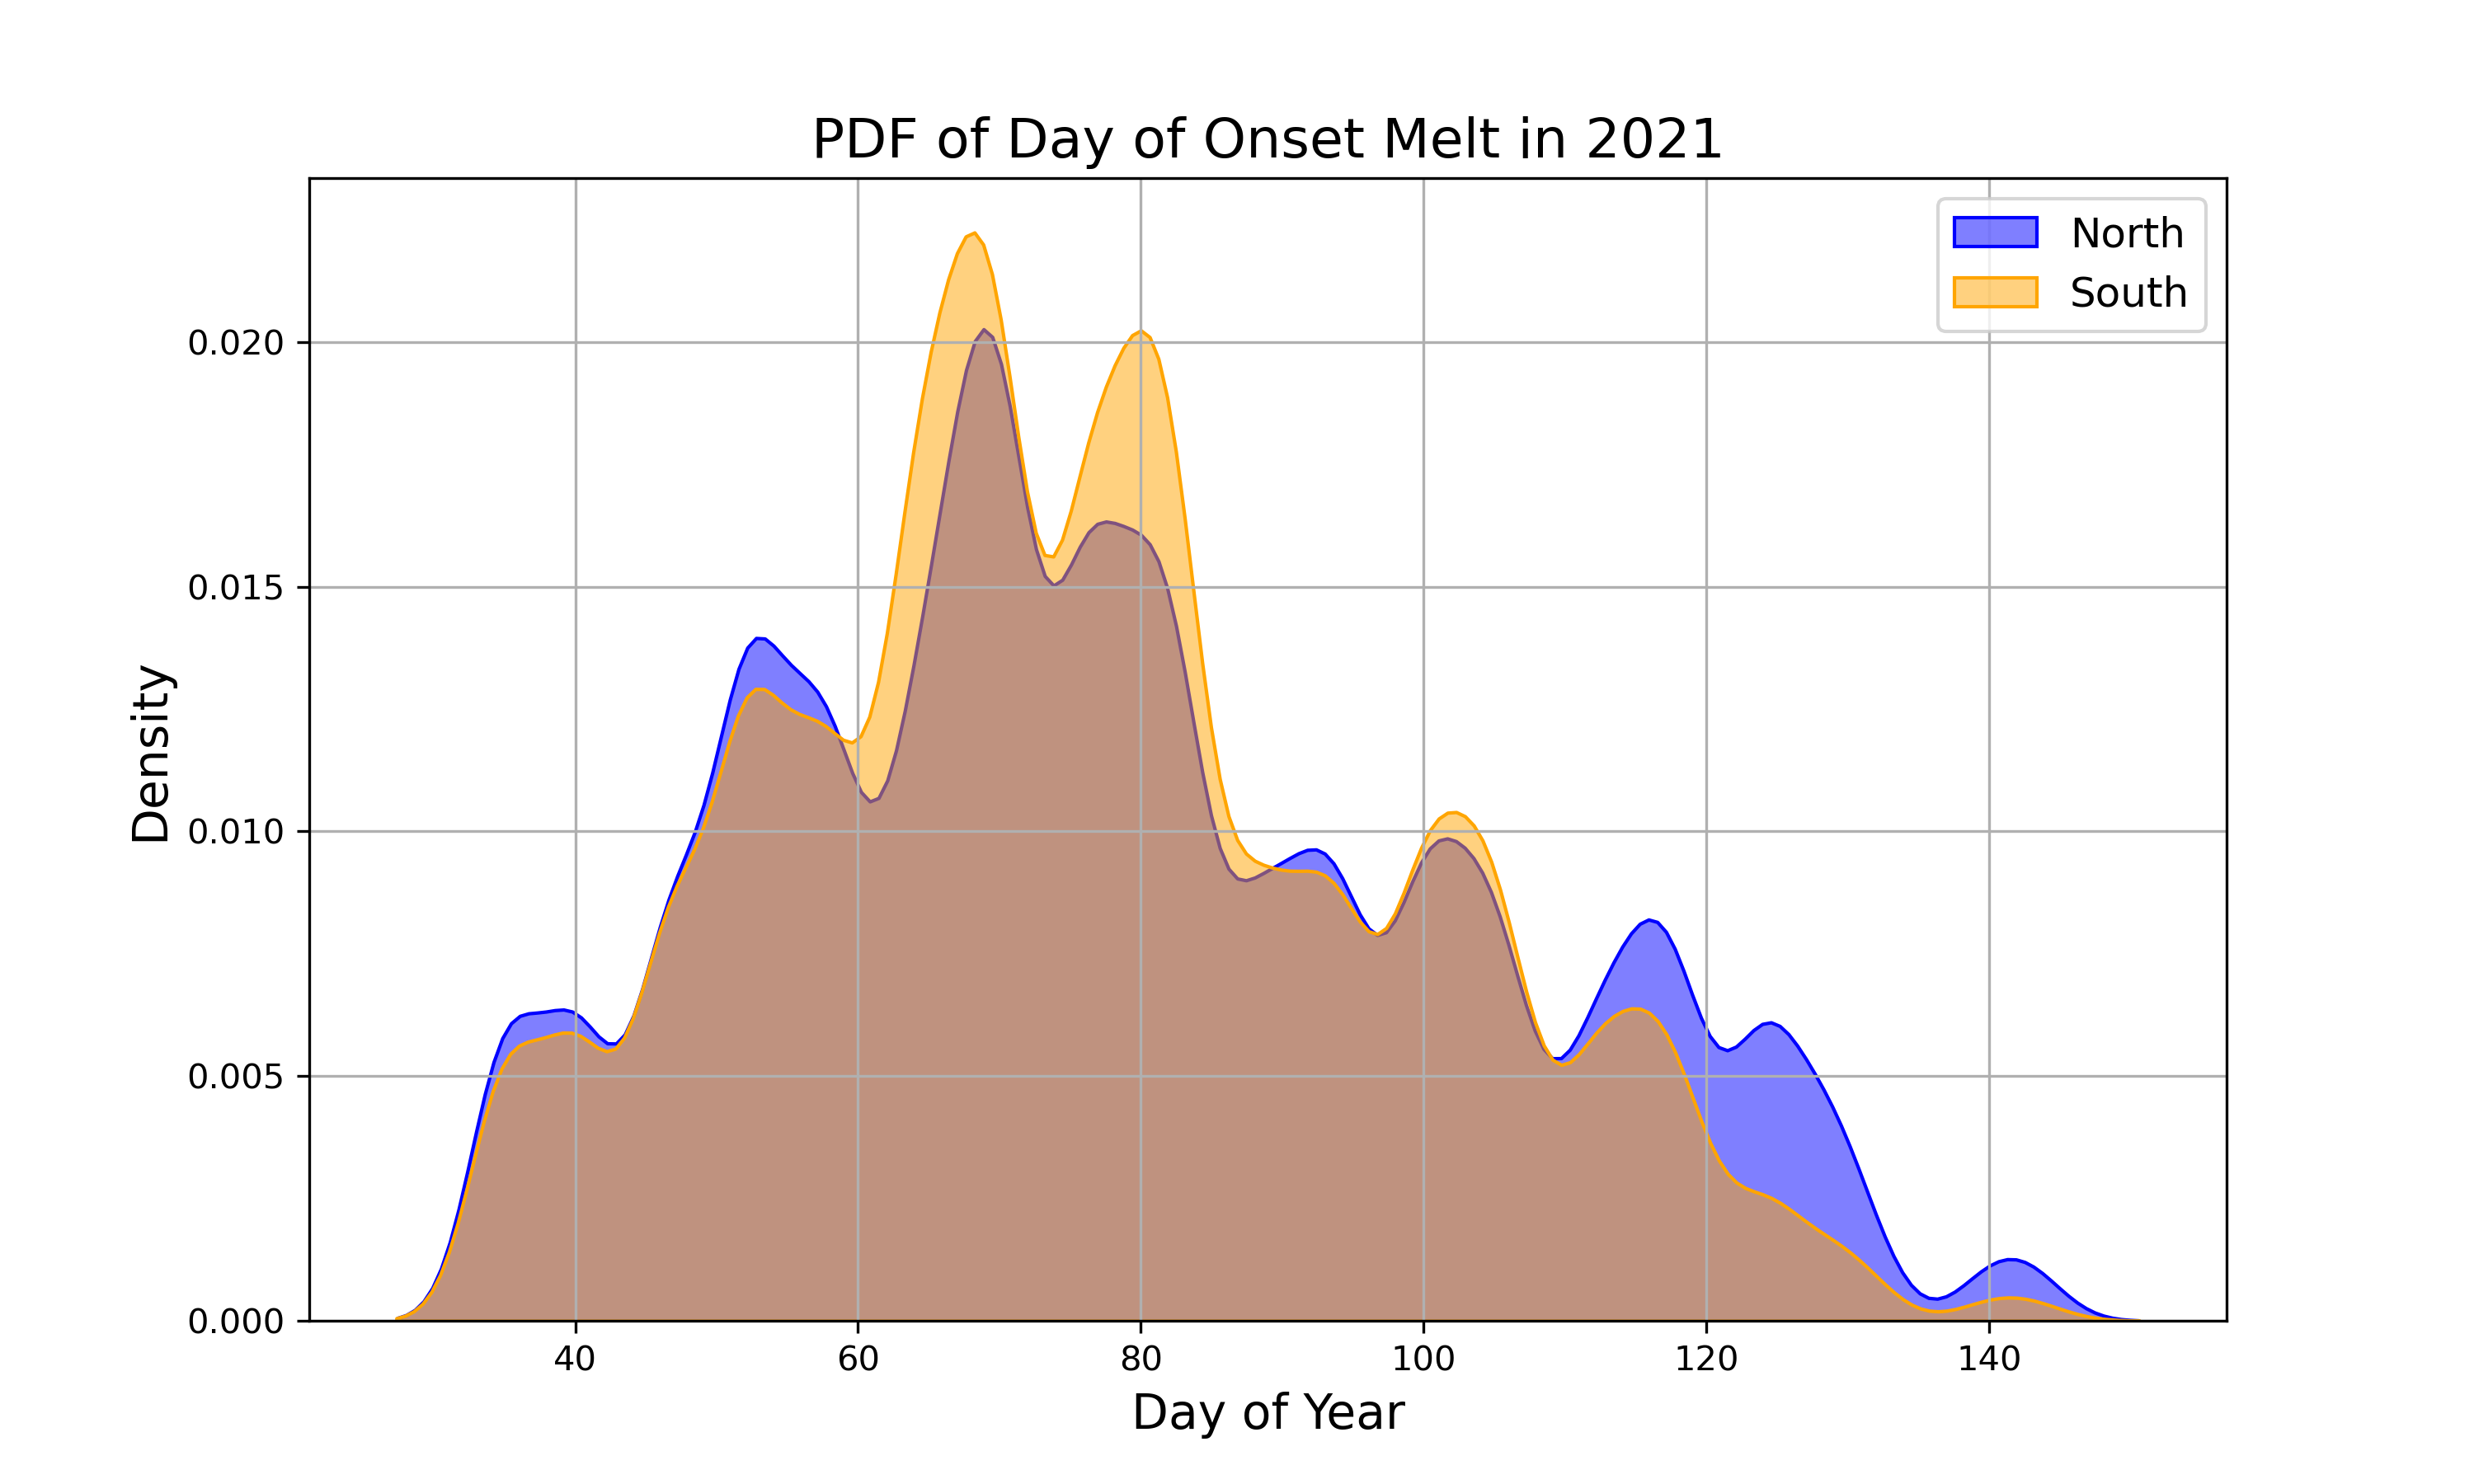 PDF of Day of Onset Melt in 2021
North
South
0.020
0.015
0.010
0.005
0.000
Density
40 60 80 100 120 140
Day of Year